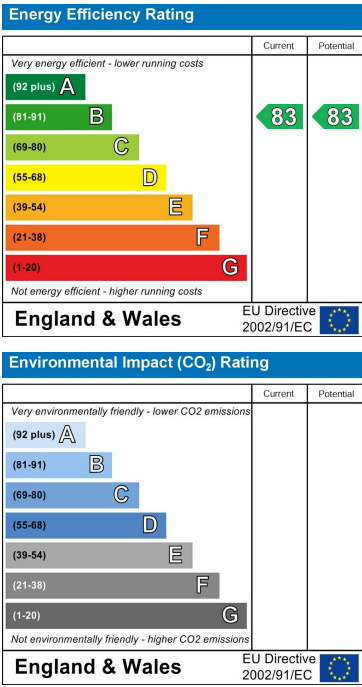 Energy Efficiency Rating
Current Potential
Very energy efficient - lower running costs
(92 plus) A
(81-91) B 83 83
(69-80) C
(55-68) D
(39-54) E
(21-38) F
(1-20) G
Not energy efficient - higher running costs
England & Wales
EU Directive
2002/91/EC
Environmental Impact (CO₂) Rating
Current Potential
Very environmentally friendly - lower CO2 emissions
(92 plus) A
(81-91) B
(69-80) C
(55-68) D
(39-54) E
(21-38) F
(1-20) G
Not environmentally friendly - higher CO2 emissions
England & Wales
EU Directive
2002/91/EC